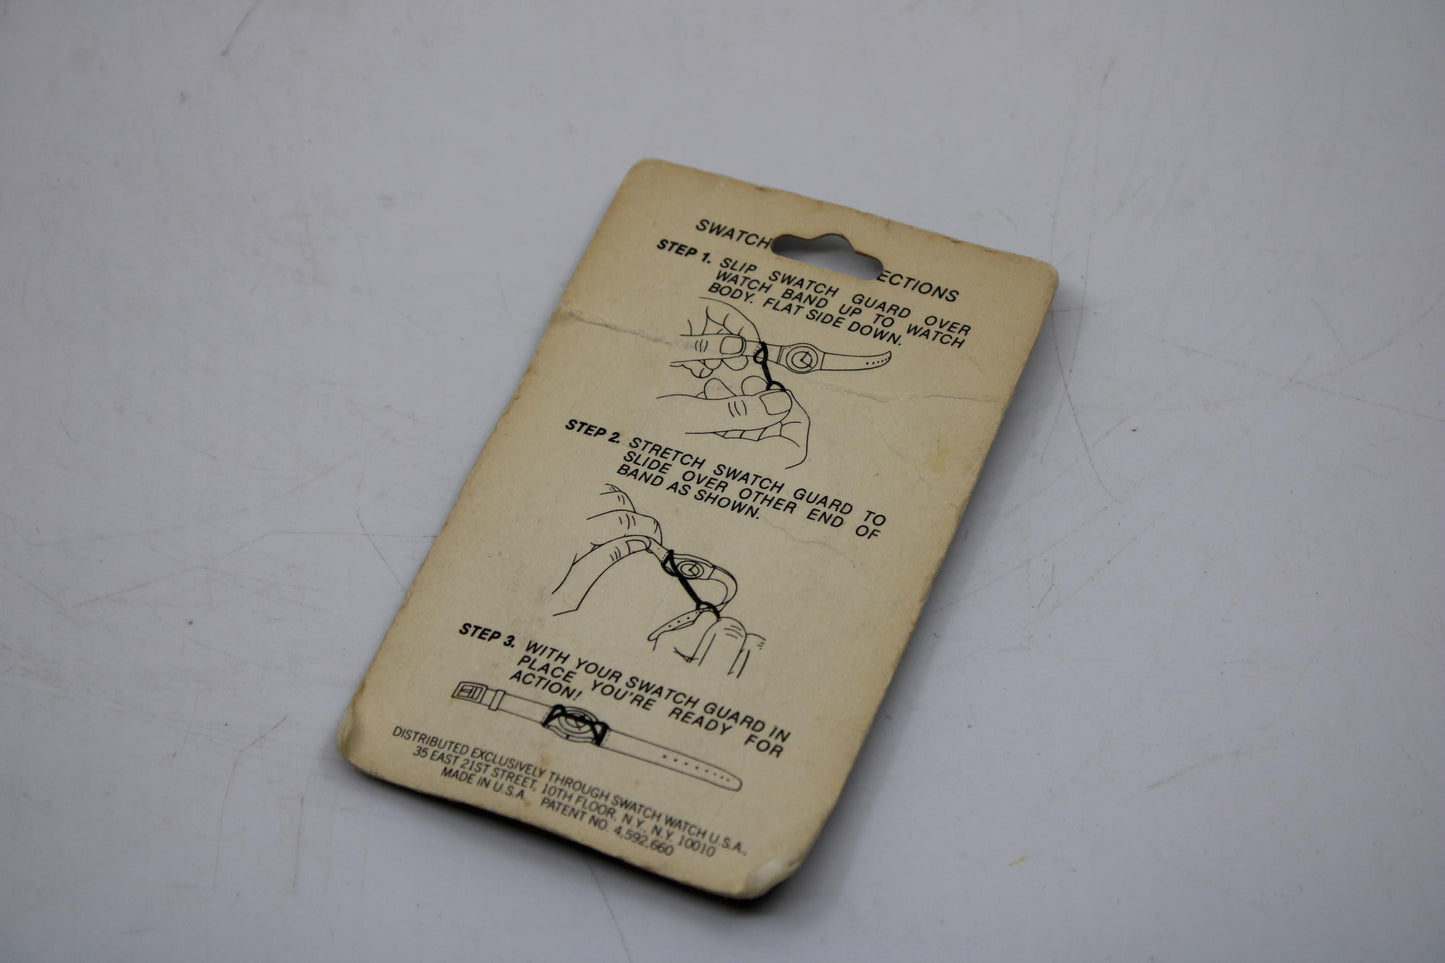 SWATCH ECTIONS
STEP 1. SLIP SWATCH GUARD OVER
WATCH BAND UP TO WATCH
BODY. FLAT SIDE DOWN.
STEP 2. STRETCH SWATCH GUARD TO
SLIDE OVER OTHER END OF
BAND AS SHOWN.
STEP 3. WITH YOUR SWATCH GUARD IN
PLACE YOU'RE READY FOR
ACTION!
DISTRIBUTED EXCLUSIVELY THROUGH SWATCH WATCH U.S.A.,
35 EAST 21ST STREET, 10TH FLOOR, N.Y., N.Y. 10010
MADE IN U.S.A. PATENT NO. 4,592,660